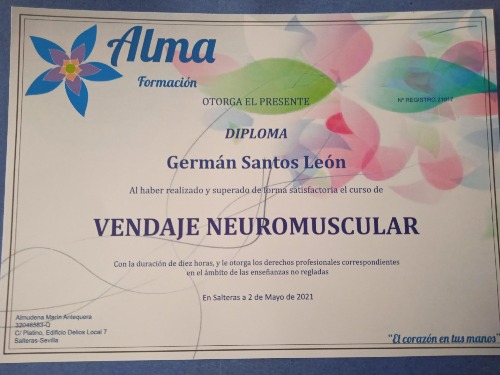 Alma
Formación
OTORGA EL PRESENTE
Nº REGISTRO
DIPLOMA
Germán Santos León
Al haber realizado y superado de forma satisfactoria el curso de
VENDAJE NEUROMUSCULAR
Con la duración de diez horas, y le otorga los derechos profesionales correspondientes
en el ámbito de las enseñanzas no regladas
En Salteras a 2 de Mayo de 2021
Almudena Marín Antequera
C/ Platino, Edificio Delios Local 7
Salteras-Sevilla
"El corazón en tus manos"